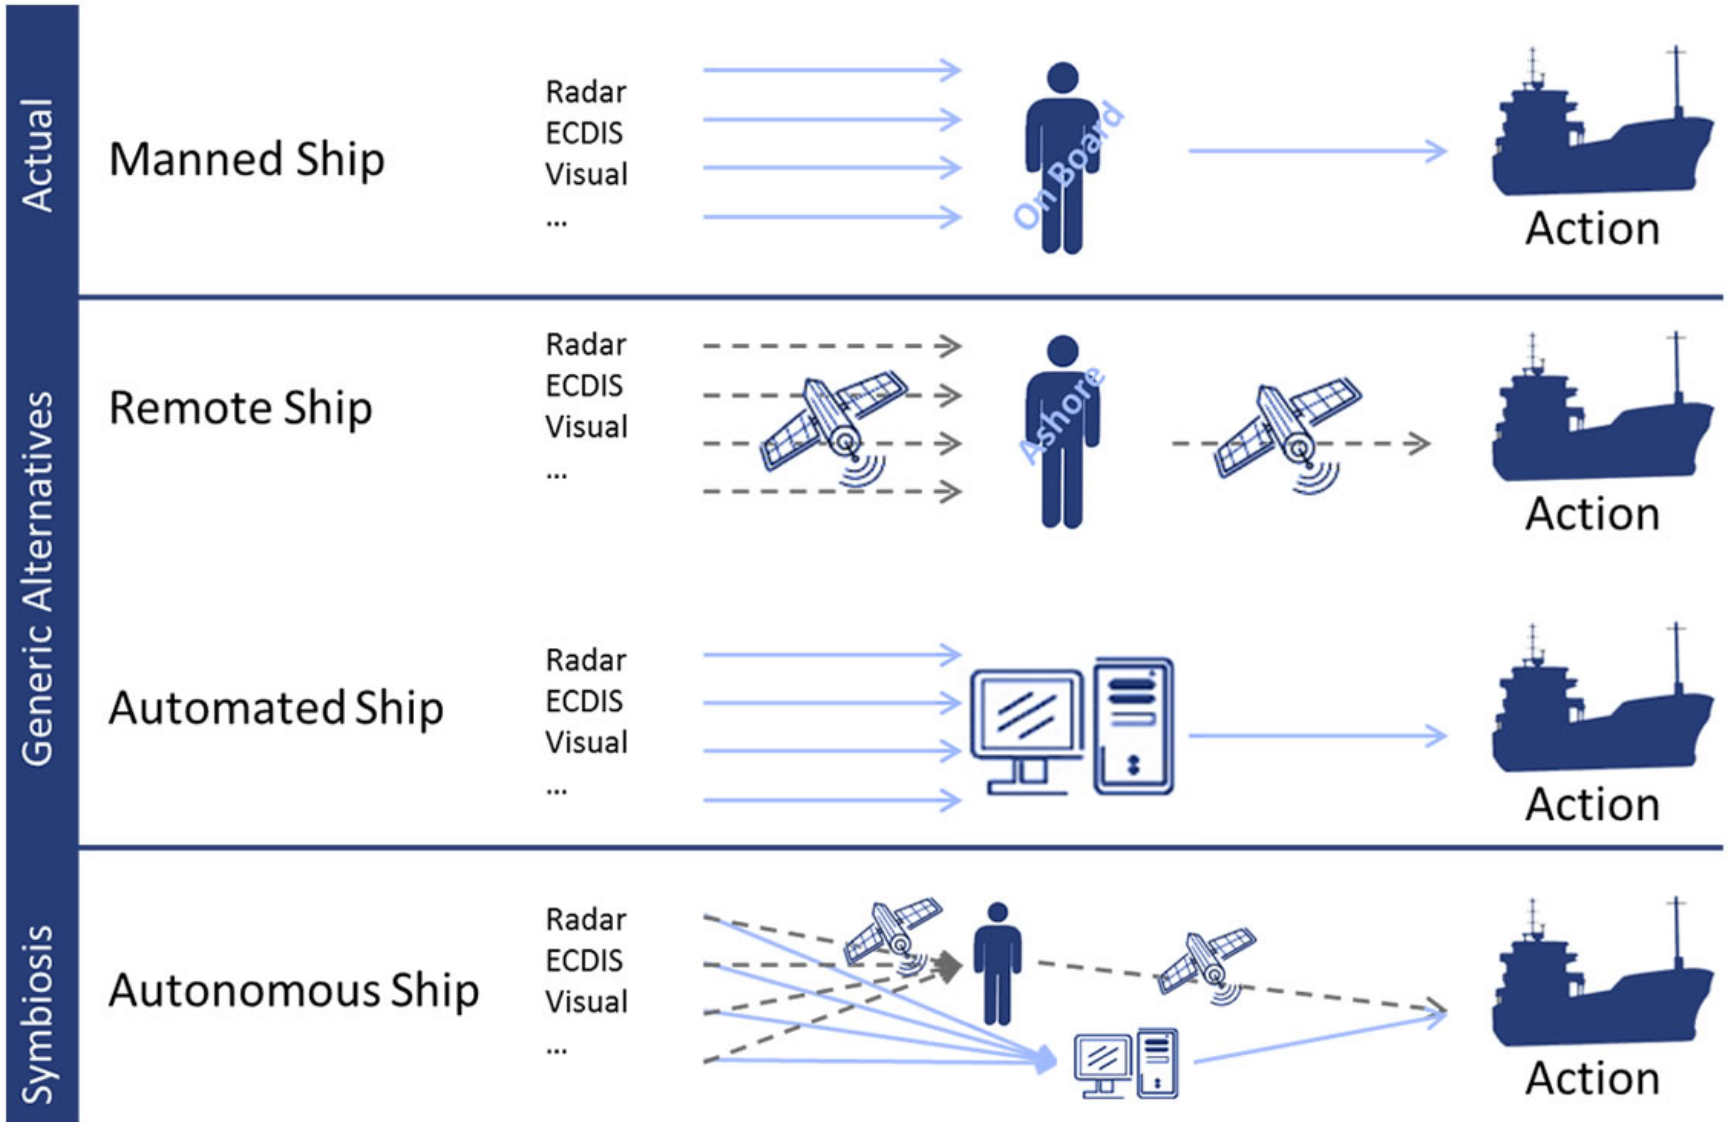 Actual
Manned Ship
Radar
ECDIS
Visual
...
On Board
Action
Generic Alternatives
Remote Ship
Radar
ECDIS
Visual
...
Ashore
Action
Automated Ship
Radar
ECDIS
Visual
...
Action
Symbiosis
Autonomous Ship
Radar
ECDIS
Visual
...
Action